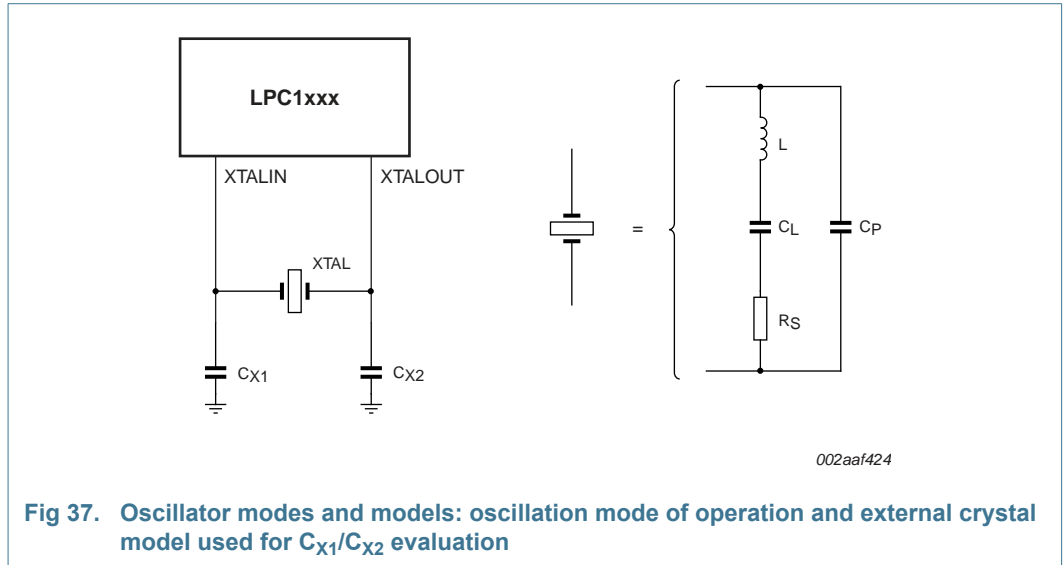 LPC1xxx
XTALIN
XTALOUT
XTAL
CX1
CX2
=
L
CL
CP
RS
002aaf424
Fig 37. Oscillator modes and models: oscillation mode of operation and external crystal
model used for CX1/CX2 evaluation